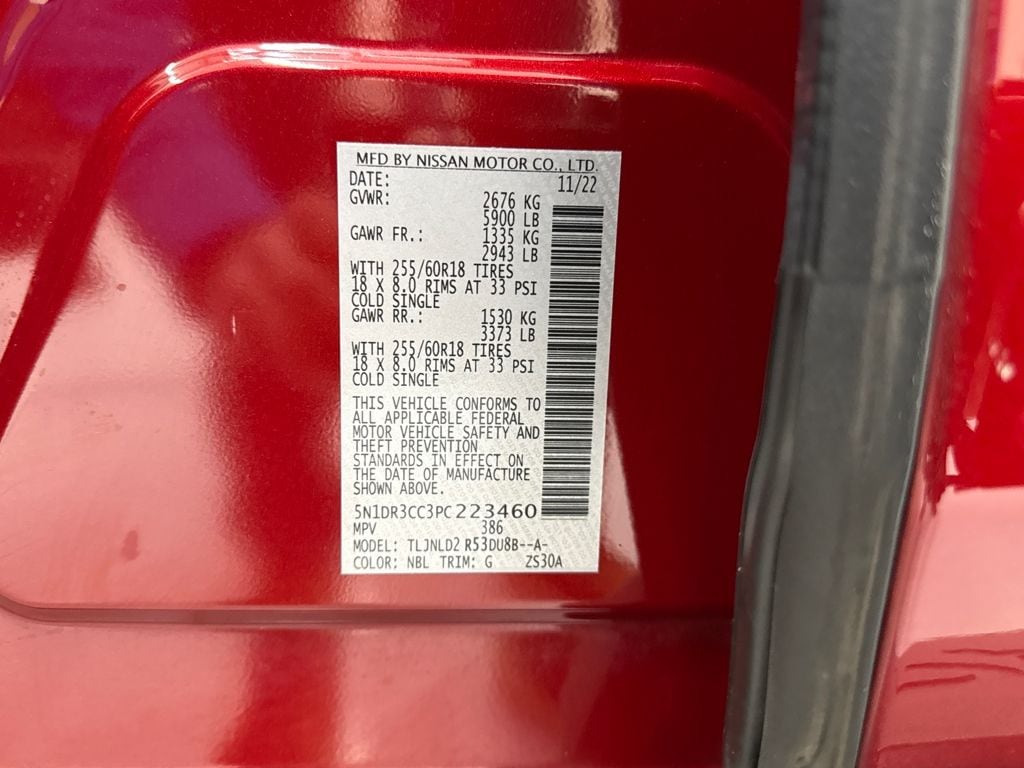 MFD BY NISSAN MOTOR CO., LTD.
DATE: 11/22
GVWR: 2676 KG
5900 LB
GAWR FR.: 1335 KG
2943 LB
WITH 255/60R18 TIRES
18 X 8.0 RIMS AT 33 PSI
COLD SINGLE
GAWR RR.: 1530 KG
3373 LB
WITH 255/60R18 TIRES
18 X 8.0 RIMS AT 33 PSI
COLD SINGLE
THIS VEHICLE CONFORMS TO
ALL APPLICABLE FEDERAL
MOTOR VEHICLE SAFETY AND
THEFT PREVENTION
STANDARDS IN EFFECT ON
THE DATE OF MANUFACTURE
SHOWN ABOVE.
5N1DR3CC3PC223460
MPV 386
MODEL: TLJNLD2 R53DU8B--A-
COLOR: NBL TRIM: G ZS30A